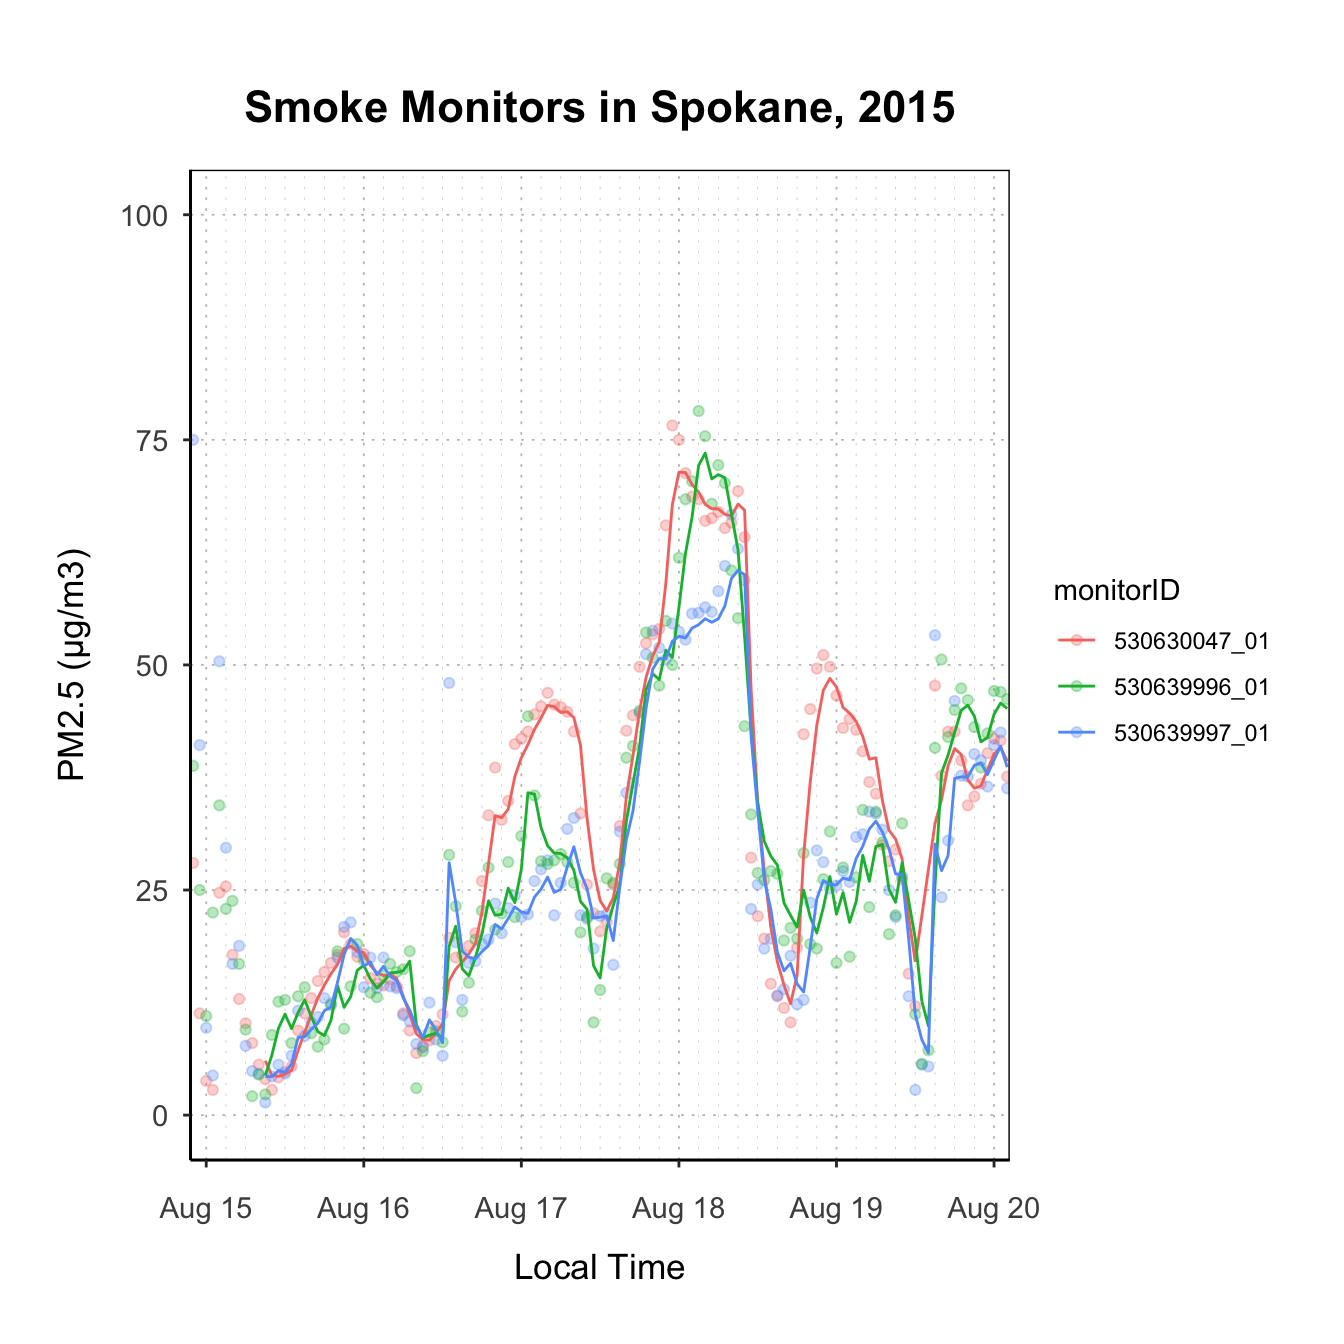 Smoke Monitors in Spokane, 2015
100
75
50
25
0
PM2.5 (µg/m3)
Aug 15 Aug 16 Aug 17 Aug 18 Aug 19 Aug 20
Local Time
monitorID
530630047_01
530639996_01
530639997_01